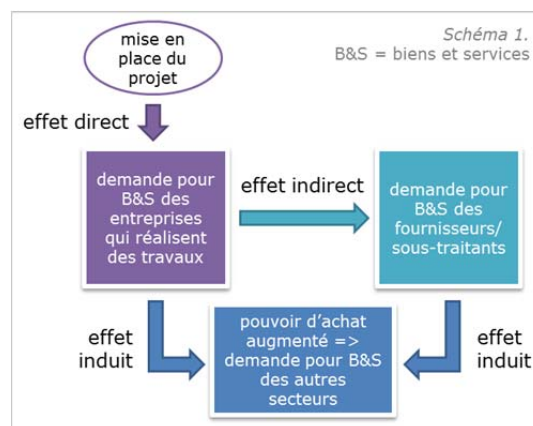 mise en
place du
projet
Schéma 1.
B&S = biens et services
effet direct
demande pour
B&S des
entreprises
qui réalisent
des travaux
effet indirect
demande pour
B&S des
fournisseurs/
sous-traitants
effet
induit
pouvoir d'achat
augmenté =>
demande pour B&S
des autres
secteurs
effet
induit